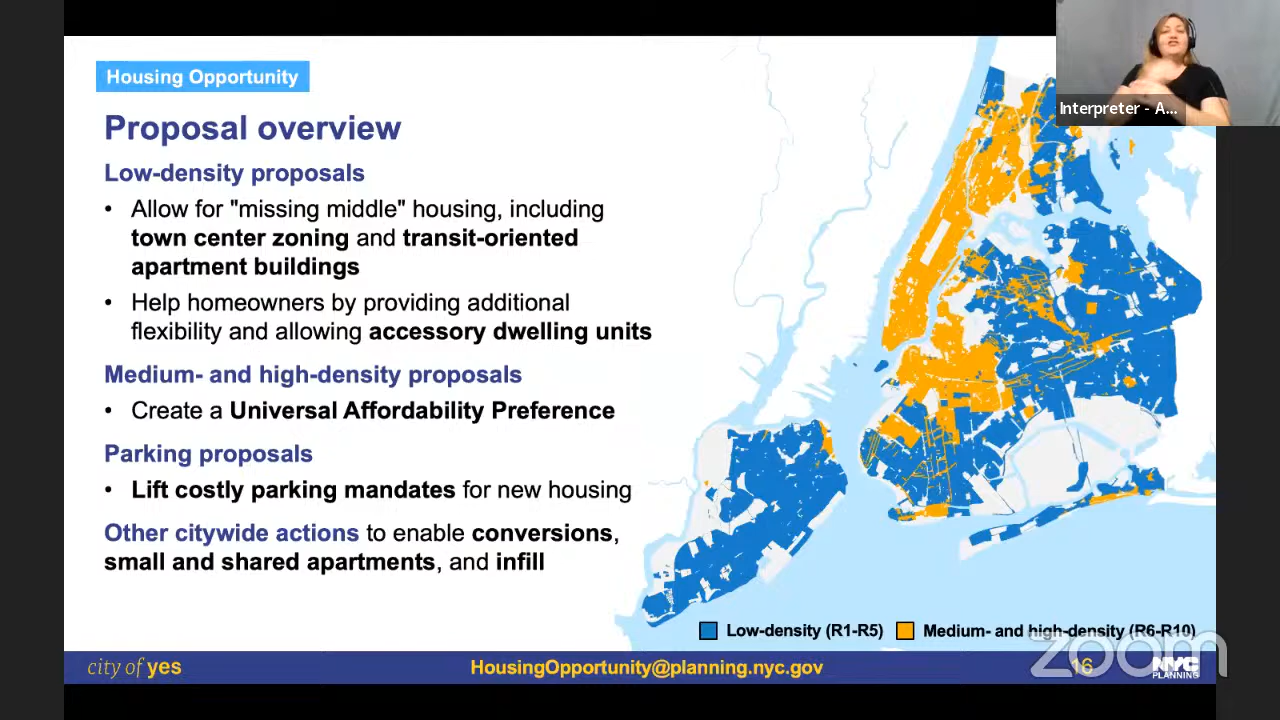 Housing Opportunity
Proposal overview
Low-density proposals
• Allow for "missing middle" housing, including
town center zoning and transit-oriented
apartment buildings
• Help homeowners by providing additional
flexibility and allowing accessory dwelling units
Medium- and high-density proposals
• Create a Universal Affordability Preference
Parking proposals
• Lift costly parking mandates for new housing
Other citywide actions to enable conversions,
small and shared apartments, and infill
Interpreter - A...
Low-density (R1-R5)
Medium- and high-density (R6-R10)
city of yes
HousingOpportunity@planning.nyc.gov
16
NYC
PLANNING
zoom